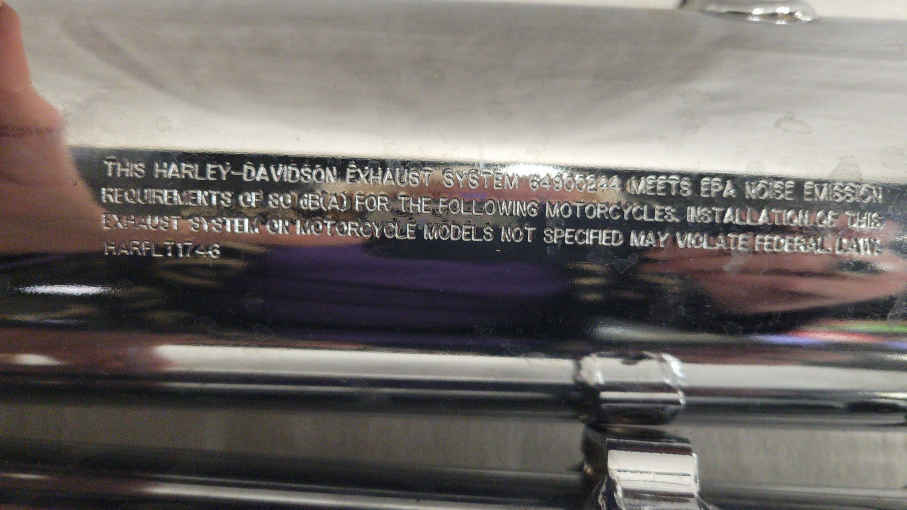 THIS HARLEY-DAVIDSON EXHAUST SYSTEM 64900244 MEETS EPA NOISE EMISSION
REQUIREMENTS OF 80 dB(A) FOR THE FOLLOWING MOTORCYCLES. INSTALLATION OF THIS
EXHAUST SYSTEM ON MOTORCYCLE MODELS NOT SPECIFIED MAY VIOLATE FEDERAL LAW.